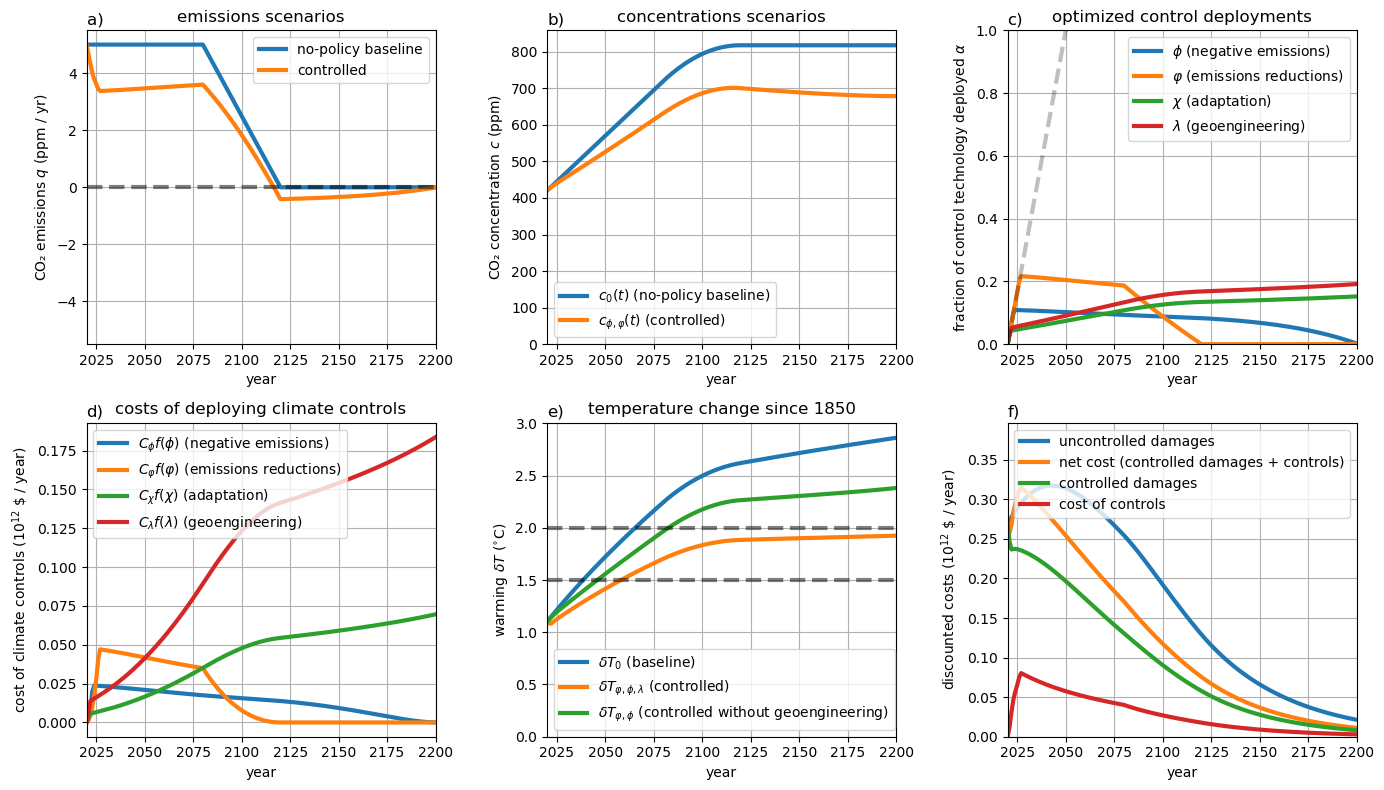 a)
emissions scenarios
no-policy baseline
controlled
CO₂ emissions q (ppm / yr)
4
2
0
−2
−4
2025 2050 2075 2100 2125 2150 2175 2200
year
b)
concentrations scenarios
CO₂ concentration c (ppm)
800
700
600
500
400
300
200
100
0
c₀(t) (no-policy baseline)
c_{ϕ,φ}(t) (controlled)
2025 2050 2075 2100 2125 2150 2175 2200
year
c)
optimized control deployments
ϕ (negative emissions)
φ (emissions reductions)
χ (adaptation)
λ (geoengineering)
fraction of control technology deployed α
1.0
0.8
0.6
0.4
0.2
0.0
2025 2050 2075 2100 2125 2150 2175 2200
year
d)
costs of deploying climate controls
C_ϕ f(ϕ) (negative emissions)
C_φ f(φ) (emissions reductions)
C_χ f(χ) (adaptation)
C_λ f(λ) (geoengineering)
cost of climate controls (10¹² $ / year)
0.175
0.150
0.125
0.100
0.075
0.050
0.025
0.000
2025 2050 2075 2100 2125 2150 2175 2200
year
e)
temperature change since 1850
warming δT (°C)
3.0
2.5
2.0
1.5
1.0
0.5
0.0
δT₀ (baseline)
δT_{φ,ϕ,λ} (controlled)
δT_{φ,ϕ} (controlled without geoengineering)
2025 2050 2075 2100 2125 2150 2175 2200
year
f)
uncontrolled damages
net cost (controlled damages + controls)
controlled damages
cost of controls
discounted costs (10¹² $ / year)
0.35
0.30
0.25
0.20
0.15
0.10
0.05
0.00
2025 2050 2075 2100 2125 2150 2175 2200
year